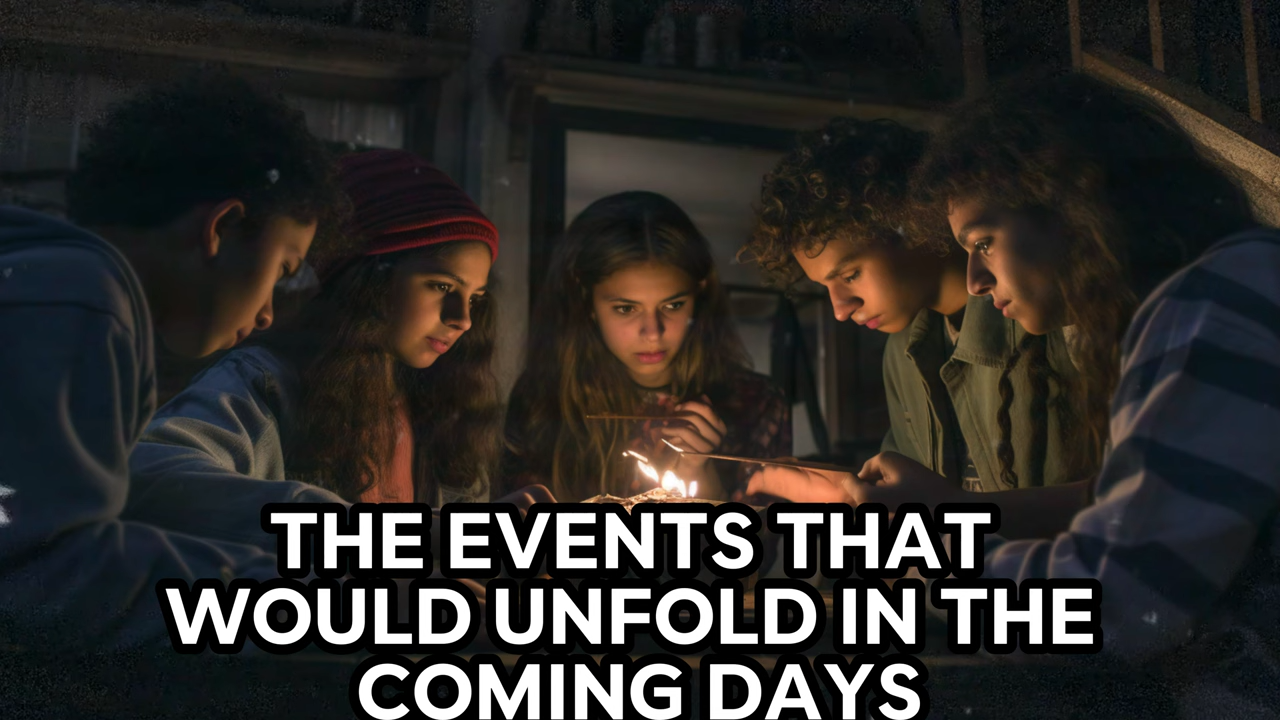 THE EVENTS THAT
WOULD UNFOLD IN THE
COMING DAYS